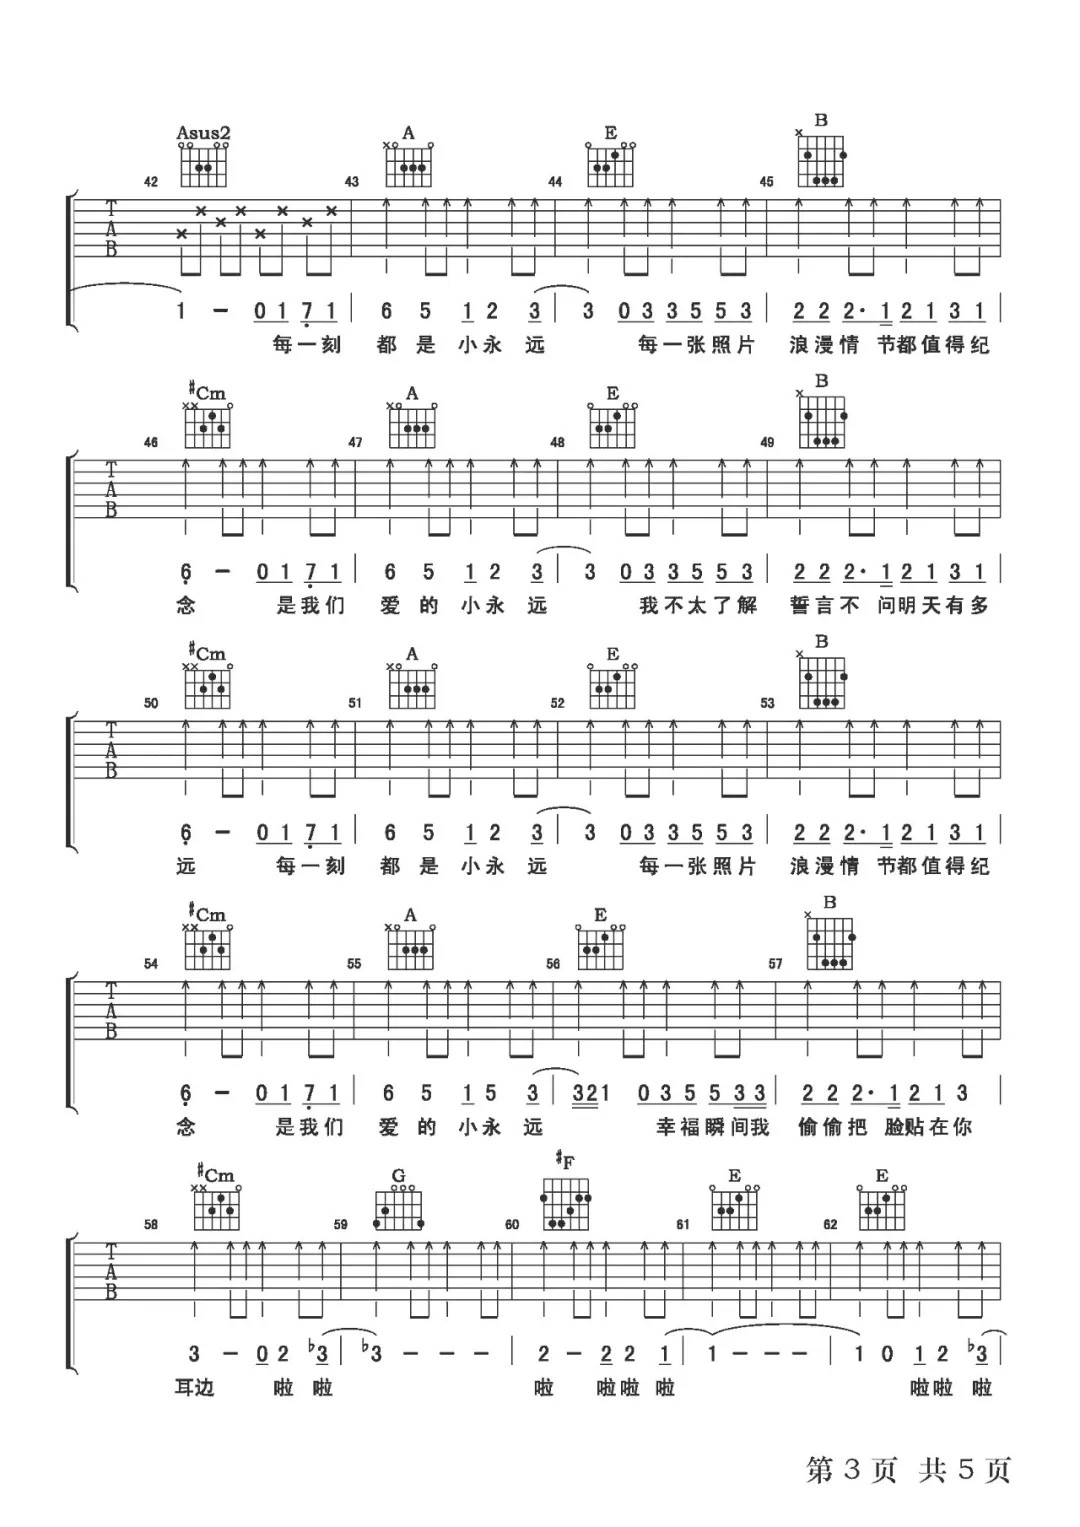 Asus2 A E B
42 43 44 45
T
A
B
1 – 0 1 7 1 | 6 5 1 2 3 | 3 0 3 3 5 5 3 | 2 2 2· 1 2 1 3 1 |
每一刻 都是小永远 每一张照片 浪漫情 节都值得纪
#Cm A E B
46 47 48 49
T
A
B
6 – 0 1 7 1 | 6 5 1 2 3 | 3 0 3 3 5 5 3 | 2 2 2· 1 2 1 3 1 |
念 是我们 爱的小永远 我不太了解 誓言不 问明天有多
#Cm A E B
50 51 52 53
T
A
B
6 – 0 1 7 1 | 6 5 1 2 3 | 3 0 3 3 5 5 3 | 2 2 2· 1 2 1 3 1 |
远 每一刻 都是小永远 每一张照片 浪漫情 节都值得纪
#Cm A E B
54 55 56 57
T
A
B
6 – 0 1 7 1 | 6 5 1 5 3 | 3 2 1 0 3 5 5 3 3 | 2 2 2· 1 2 1 3 |
念 是我们 爱的小永远 幸福瞬间我 偷偷把 脸贴在你
#Cm G #F E E
58 59 60 61 62
T
A
B
3 – 0 2 b3 | b3 – – – | 2 – 2 2 1 | 1 – – – | 1 0 1 2 b3 |
耳边 啦啦 啦 啦啦啦 啦啦啦
第 3 页 共 5 页